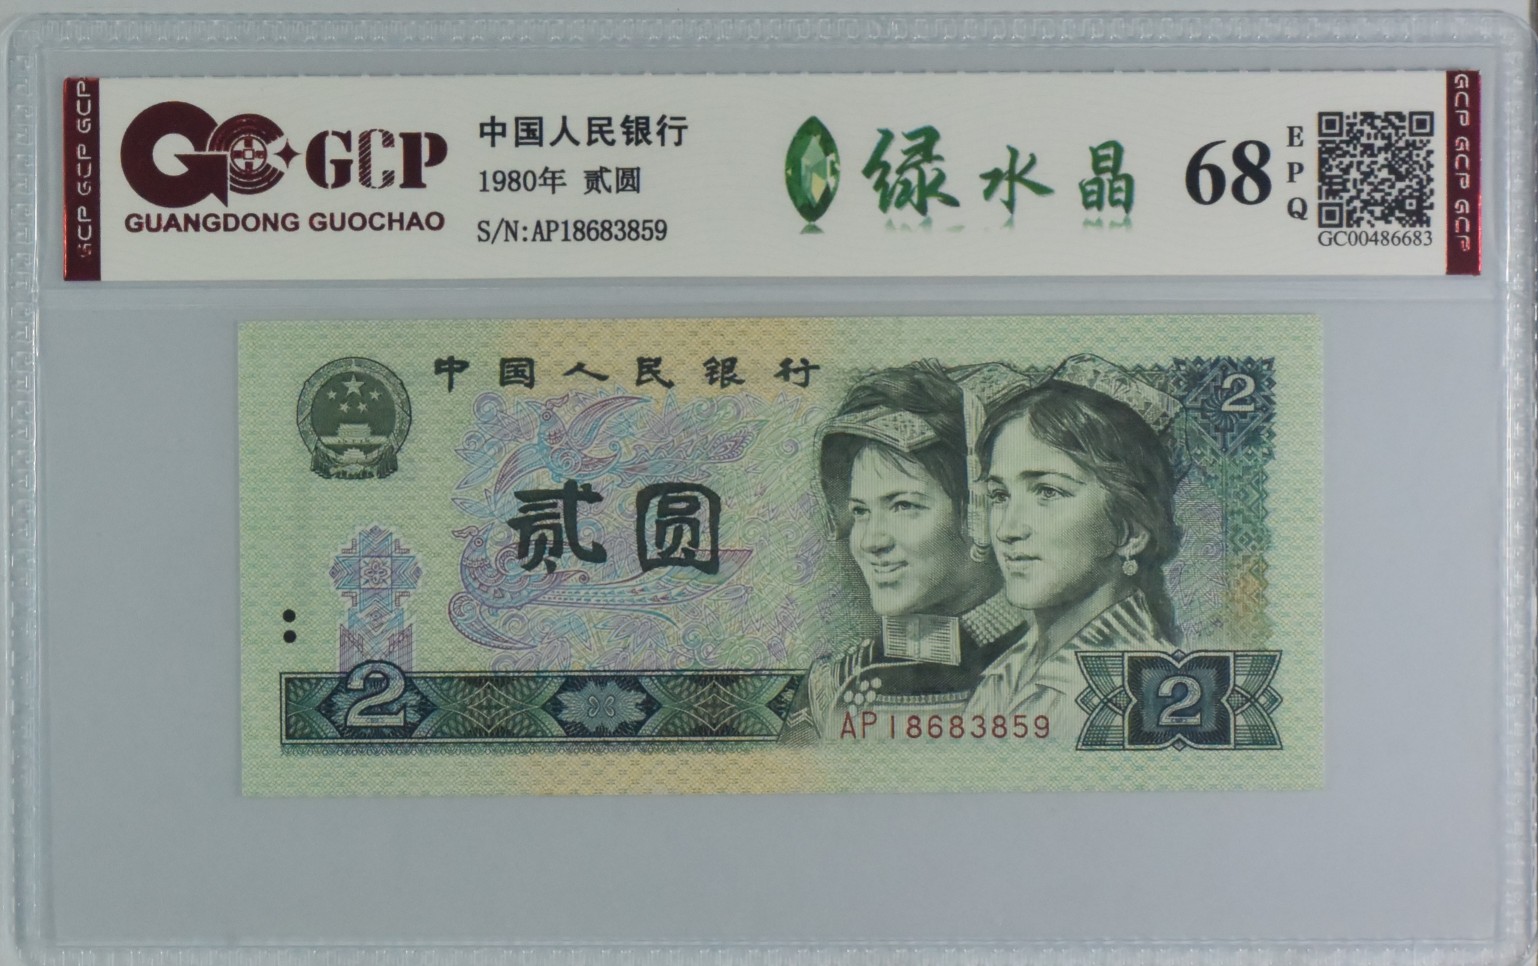 GCP GCP GCP
GCP
GUANGDONG GUOCHAO
中国人民银行
1980年 贰圆
S/N:AP18683859
绿水晶
68
EPQ
GC00486683
GCP GCP GCP
中国人民银行
2
贰圆
2
AP18683859
2